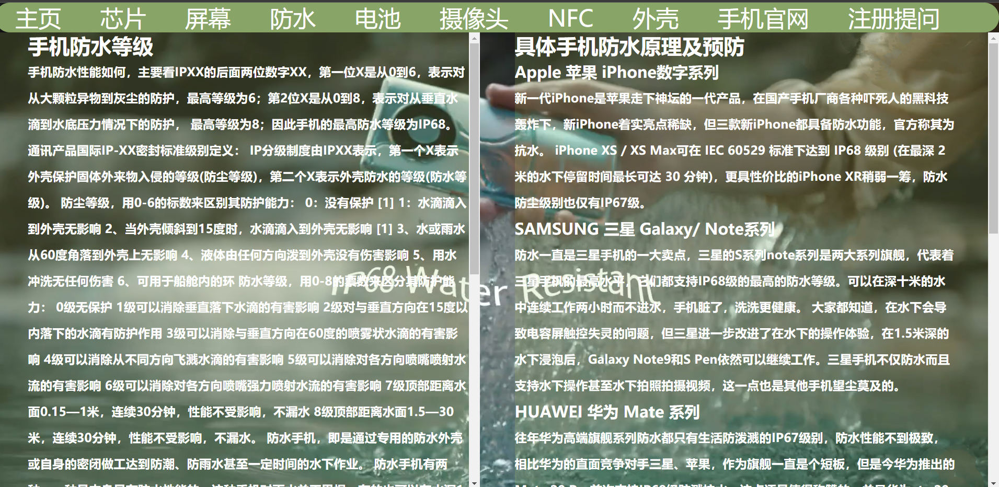 主页 芯片 屏幕 防水 电池 摄像头 NFC 外壳 手机官网 注册提问
手机防水等级
手机防水性能如何，主要看IPXX的后面两位数字XX，第一位X是从0到6，表示对
从大颗粒异物到灰尘的防护，最高等级为6；第2位X是从0到8，表示对从垂直水
滴到水底压力情况下的防护， 最高等级为8；因此手机的最高防水等级为IP68。
通讯产品国际IP-XX密封标准级别定义： IP分级制度由IPXX表示，第一个X表示
外壳保护固体外来物入侵的等级(防尘等级)，第二个X表示外壳防水的等级(防水等
级)。 防尘等级，用0-6的标数来区别其防护能力： 0：没有保护 [1] 1：水滴滴入
到外壳无影响 2、当外壳倾斜到15度时，水滴滴入到外壳无影响 [1] 3、水或雨水
从60度角落到外壳上无影响 4、液体由任何方向泼到外壳没有伤害影响 5、用水
冲洗无任何伤害 6、可用于船舱内的环 防水等级，用0-8的票数来区分其防护能
力： 0级无保护 1级可以消除垂直落下水滴的有害影响 2级对与垂直方向在15度以
内落下的水滴有防护作用 3级可以消除与垂直方向在60度的喷雾状水滴的有害影
响 4级可以消除从不同方向飞溅水滴的有害影响 5级可以消除对各方向喷嘴喷射水
流的有害影响 6级可以消除对各方向喷嘴强力喷射水流的有害影响 7级顶部距离水
面0.15—1米，连续30分钟，性能不受影响，不漏水 8级顶部距离水面1.5—30
米，连续30分钟，性能不受影响，不漏水。 防水手机，即是通过专用的防水外壳
或自身的密闭做工达到防潮、防雨水甚至一定时间的水下作业。 防水手机有两
具体手机防水原理及预防
Apple 苹果 iPhone数字系列
新一代iPhone是苹果走下神坛的一代产品，在国产手机厂商各种吓死人的黑科技
轰炸下，新iPhone着实亮点稀缺，但三款新iPhone都具备防水功能，官方称其为
抗水。 iPhone XS / XS Max可在 IEC 60529 标准下达到 IP68 级别 (在最深 2
米的水下停留时间最长可达 30 分钟)，更具性价比的iPhone XR稍弱一筹，防水
防尘级别也仅有IP67级。
SAMSUNG 三星 Galaxy/ Note系列
防水一直是三星手机的一大卖点，三星的S系列note系列是两大系列旗舰，代表着
三星手机的最高水平，它们都支持IP68级的最高的防水等级。可以在深十米的水
中连续工作两小时而不进水，手机脏了，洗洗更健康。 大家都知道，在水下会导
致电容屏触控失灵的问题，但三星进一步改进了在水下的操作体验，在1.5米深的
水下浸泡后，Galaxy Note9和S Pen依然可以继续工作。三星手机不仅防水而且
支持水下操作甚至水下拍照拍摄视频，这一点也是其他手机望尘莫及的。
HUAWEI 华为 Mate 系列
往年华为高端旗舰系列防水都只有生活防泼溅的IP67级别，防水性能不到极致，
相比华为的直面竞争对手三星、苹果，作为旗舰一直是个短板，但是今华为推出的
IP68 Water Resistant